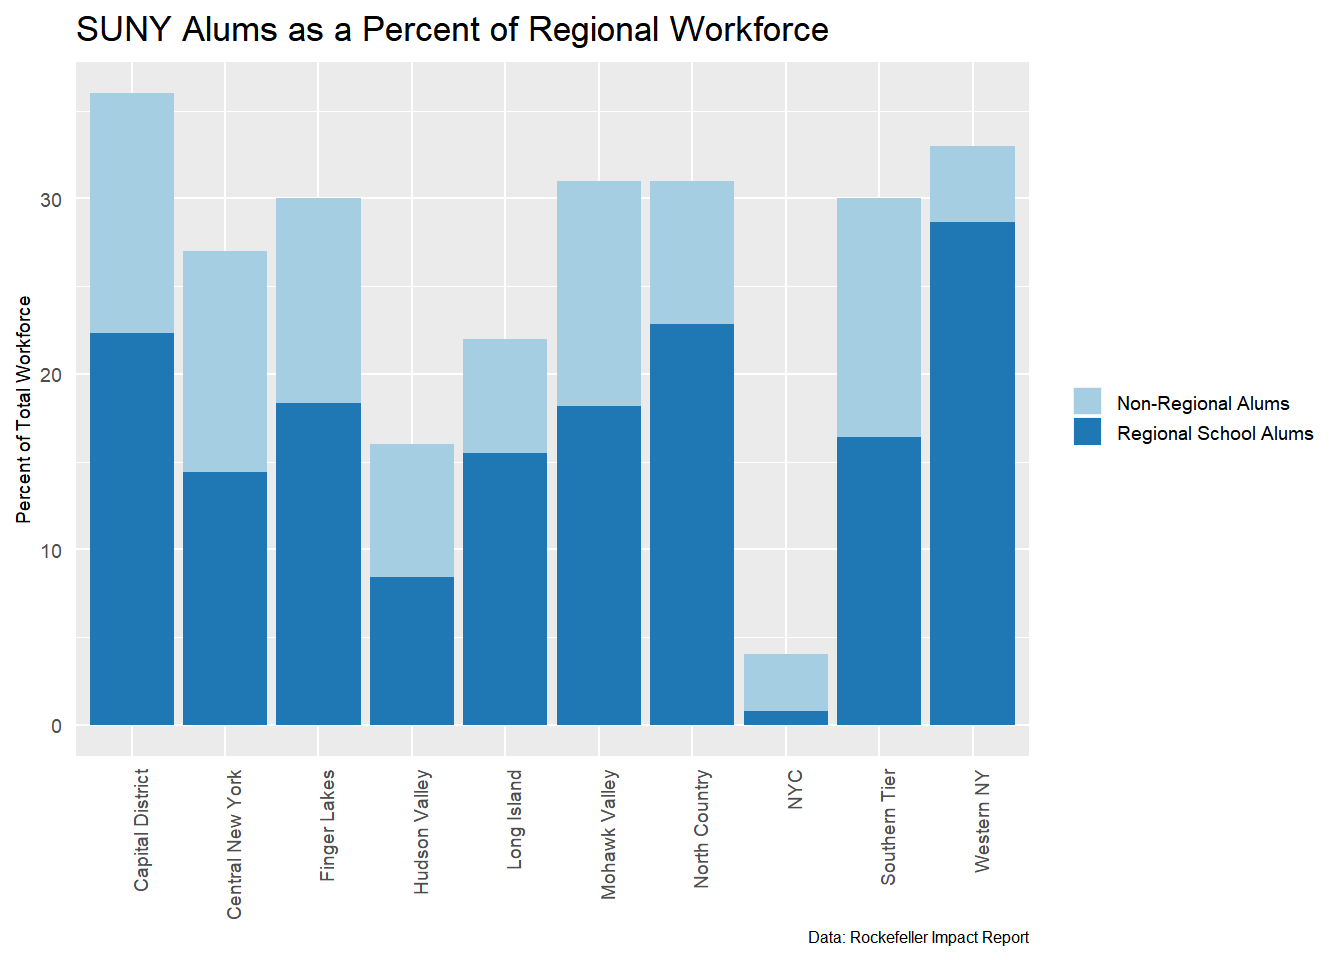 SUNY Alums as a Percent of Regional Workforce
Percent of Total Workforce
30
20
10
0
Capital District
Central New York
Finger Lakes
Hudson Valley
Long Island
Mohawk Valley
North Country
NYC
Southern Tier
Western NY
Non-Regional Alums
Regional School Alums
Data: Rockefeller Impact Report